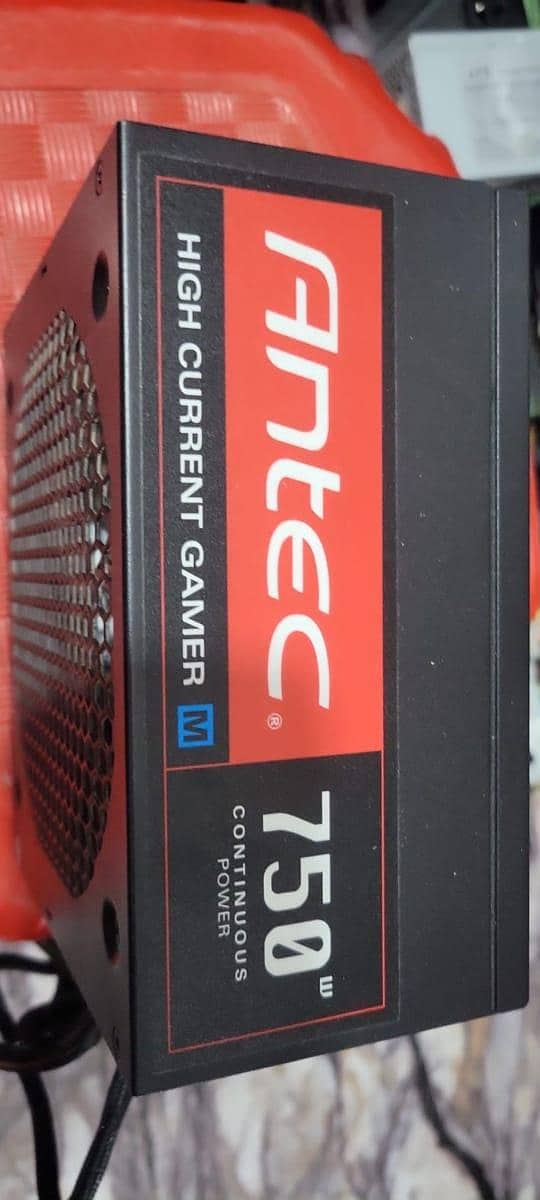 ANTEC®
HIGH CURRENT GAMER M
750W
CONTINUOUS
POWER